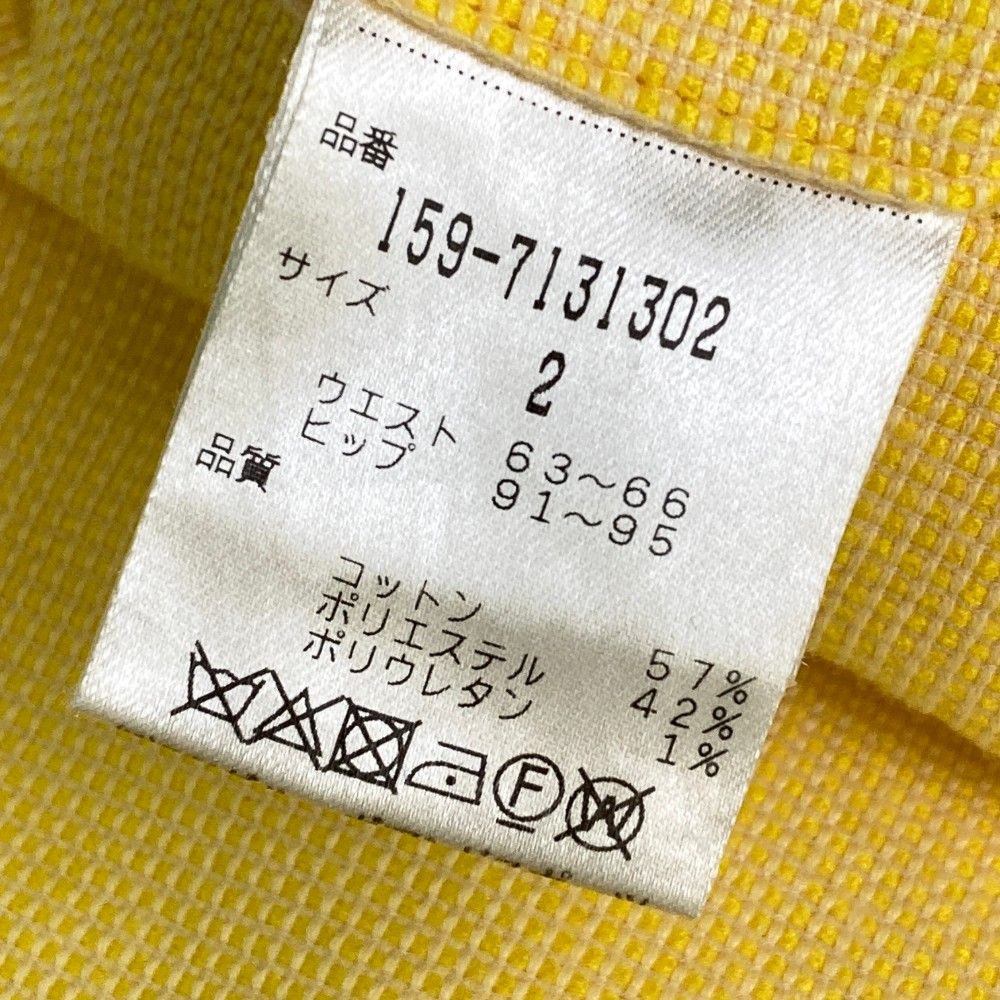 品番
159-7131302
サイズ
2
ウエスト 63～66
ヒップ 91～95
品質
コットン 57%
ポリエステル 42%
ポリウレタン 1%
F W